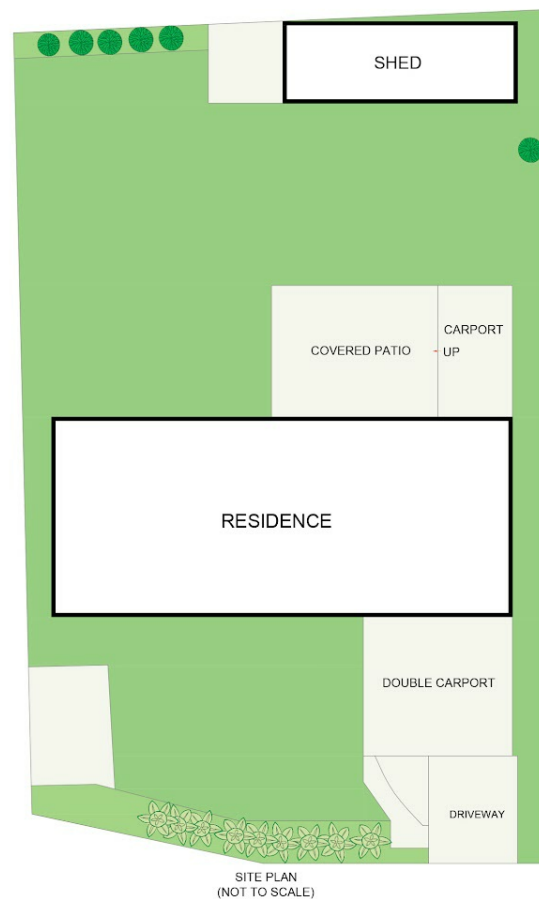 SHED
CARPORT
COVERED PATIO
UP
RESIDENCE
DOUBLE CARPORT
DRIVEWAY
SITE PLAN
(NOT TO SCALE)